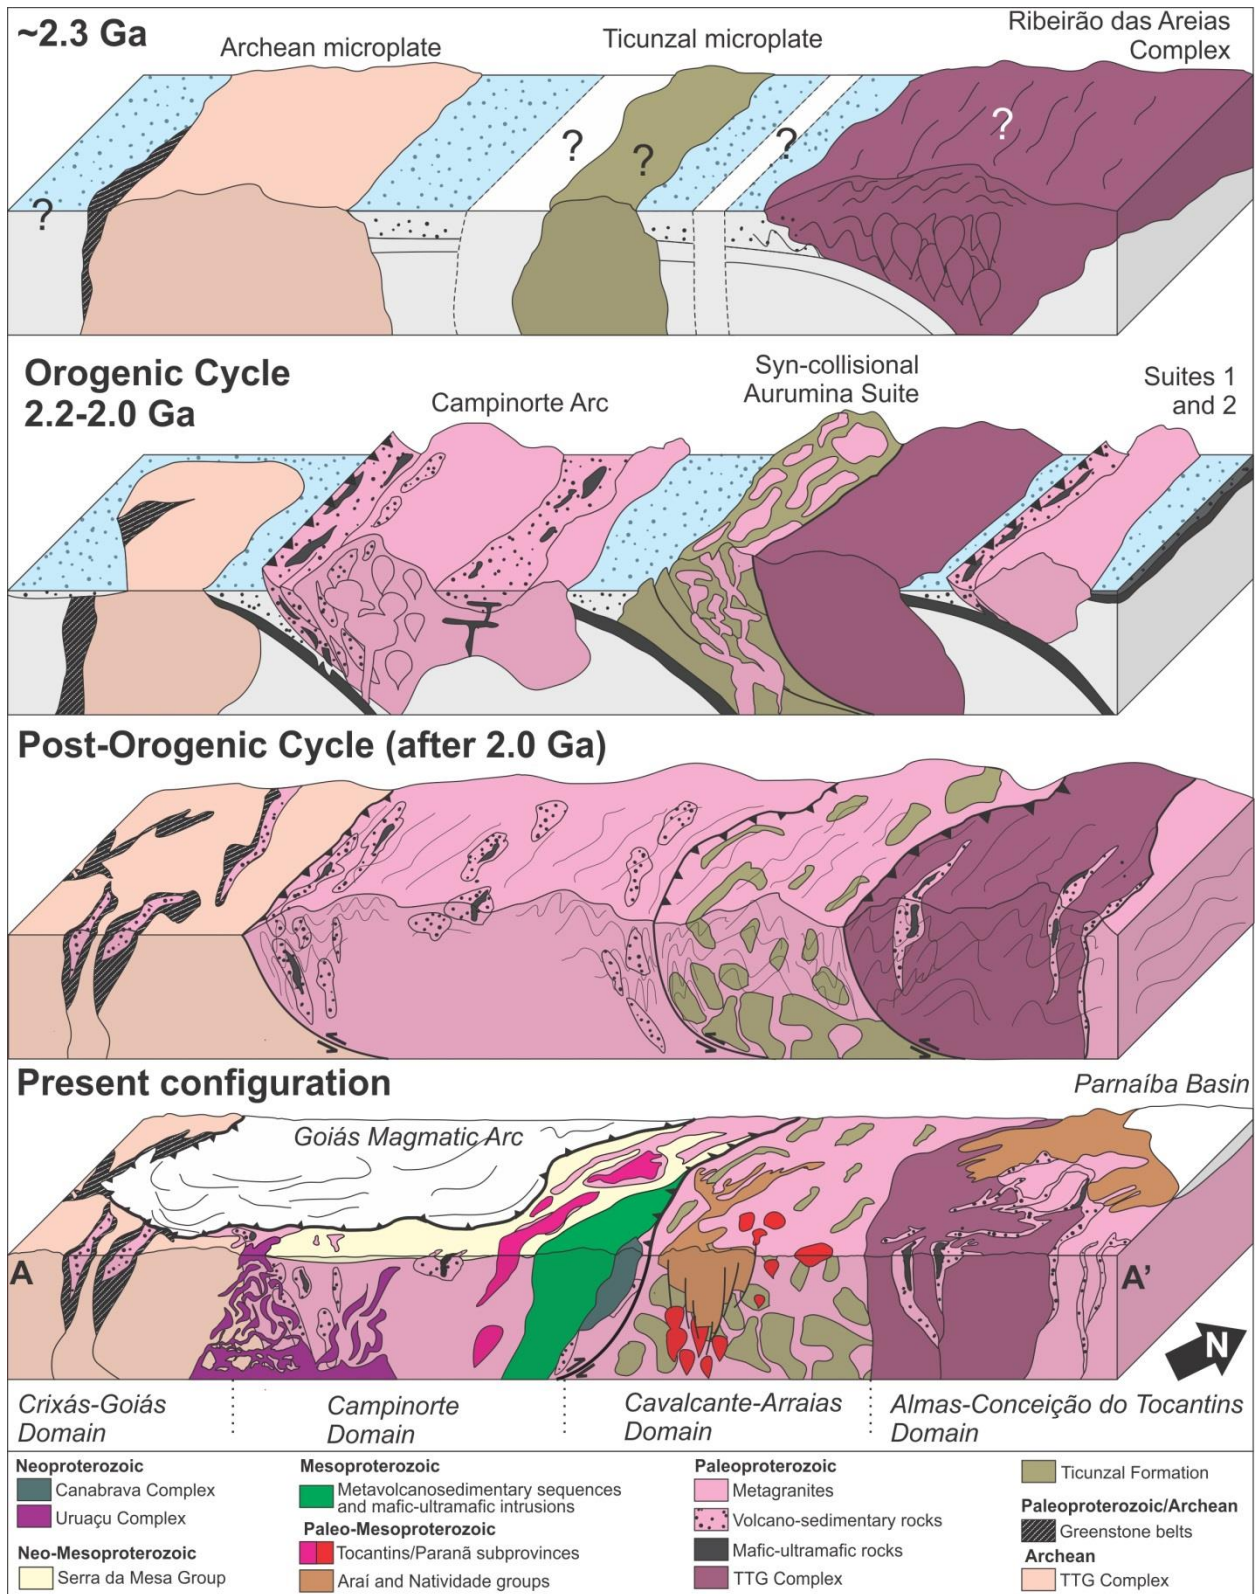 ~2.3 Ga
Archean microplate
Ticunzal microplate
Ribeirão das Areias
Complex
?
?
?
?
?
Orogenic Cycle
2.2-2.0 Ga
Campinorte Arc
Syn-collisional
Aurumina Suite
Suites 1
and 2
Post-Orogenic Cycle (after 2.0 Ga)
Present configuration
Parnaíba Basin
Goiás Magmatic Arc
A
A'
N
Crixás-Goiás
Domain
Campinorte
Domain
Cavalcante-Arraias
Domain
Almas-Conceição do Tocantins
Domain
Neoproterozoic
Canabrava Complex
Uruaçu Complex
Neo-Mesoproterozoic
Serra da Mesa Group
Mesoproterozoic
Metavolcanosedimentary sequences
and mafic-ultramafic intrusions
Paleo-Mesoproterozoic
Tocantins/Paranã subprovinces
Araí and Natividade groups
Paleoproterozoic
Metagranites
Volcano-sedimentary rocks
Mafic-ultramafic rocks
TTG Complex
Ticunzal Formation
Paleoproterozoic/Archean
Greenstone belts
Archean
TTG Complex